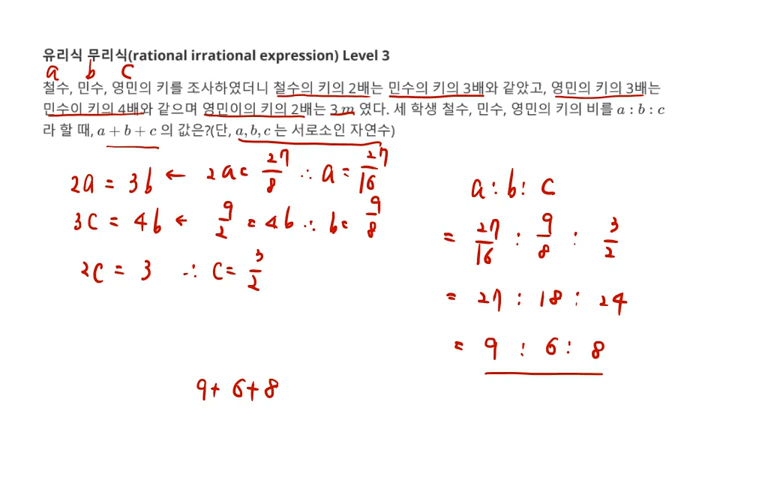 유리식 무리식(rational irrational expression) Level 3
a b c
철수, 민수, 영민의 키를 조사하였더니 철수의 키의 2배는 민수의 키의 3배와 같았고, 영민의 키의 3배는
민수이 키의 4배와 같으며 영민이의 키의 2배는 3 m 였다. 세 학생 철수, 민수, 영민의 키의 비를 a : b : c
라 할 때, a + b + c 의 값은?(단, a, b, c 는 서로소인 자연수)
2a = 3b ← 2a = 27/8 ∴ a = 27/16
3c = 4b ← 9/2 = 4b ∴ b = 9/8
2c = 3 ∴ c = 3/2
9 + 6 + 8
a : b : c
= 27/16 : 9/8 : 3/2
= 27 : 18 : 24
= 9 : 6 : 8